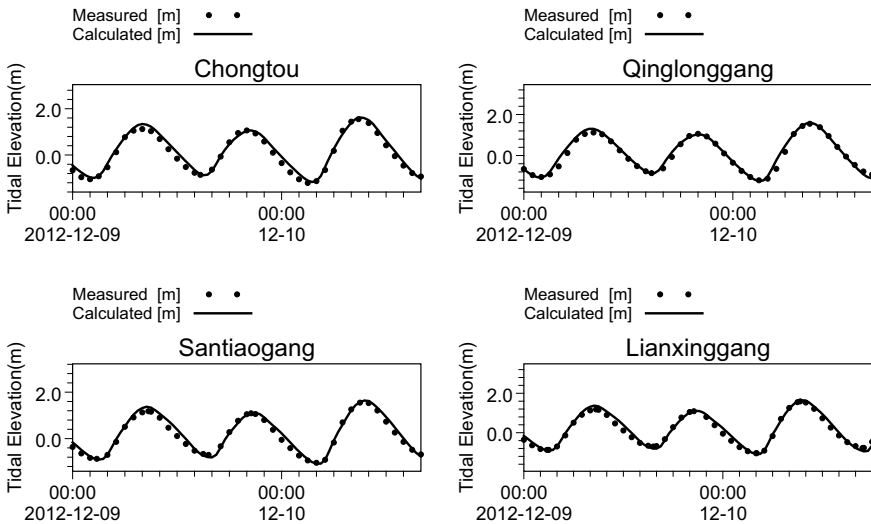 Measured [m]
Calculated [m]
Chongtou
Tidal Elevation(m)
2.0
0.0
00:00 00:00
2012-12-09 12-10
Measured [m]
Calculated [m]
Qinglonggang
Tidal Elevation(m)
2.0
0.0
00:00 00:00
2012-12-09 12-10
Measured [m]
Calculated [m]
Santiaogang
Tidal Elevation(m)
2.0
0.0
00:00 00:00
2012-12-09 12-10
Measured [m]
Calculated [m]
Lianxinggang
Tidal Elevation(m)
2.0
0.0
00:00 00:00
2012-12-09 12-10